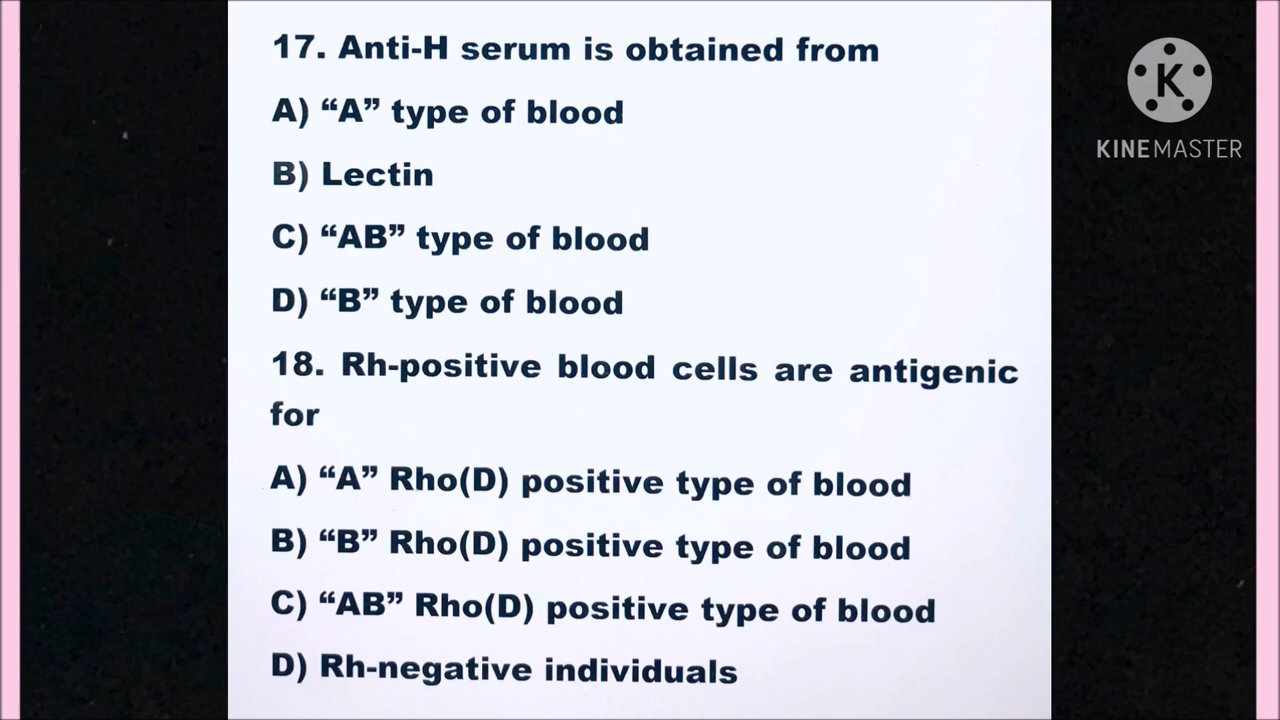 17. Anti-H serum is obtained from
A) “A” type of blood
B) Lectin
C) “AB” type of blood
D) “B” type of blood
18. Rh-positive blood cells are antigenic
for
A) “A” Rho(D) positive type of blood
B) “B” Rho(D) positive type of blood
C) “AB” Rho(D) positive type of blood
D) Rh-negative individuals
K
KINEMASTER